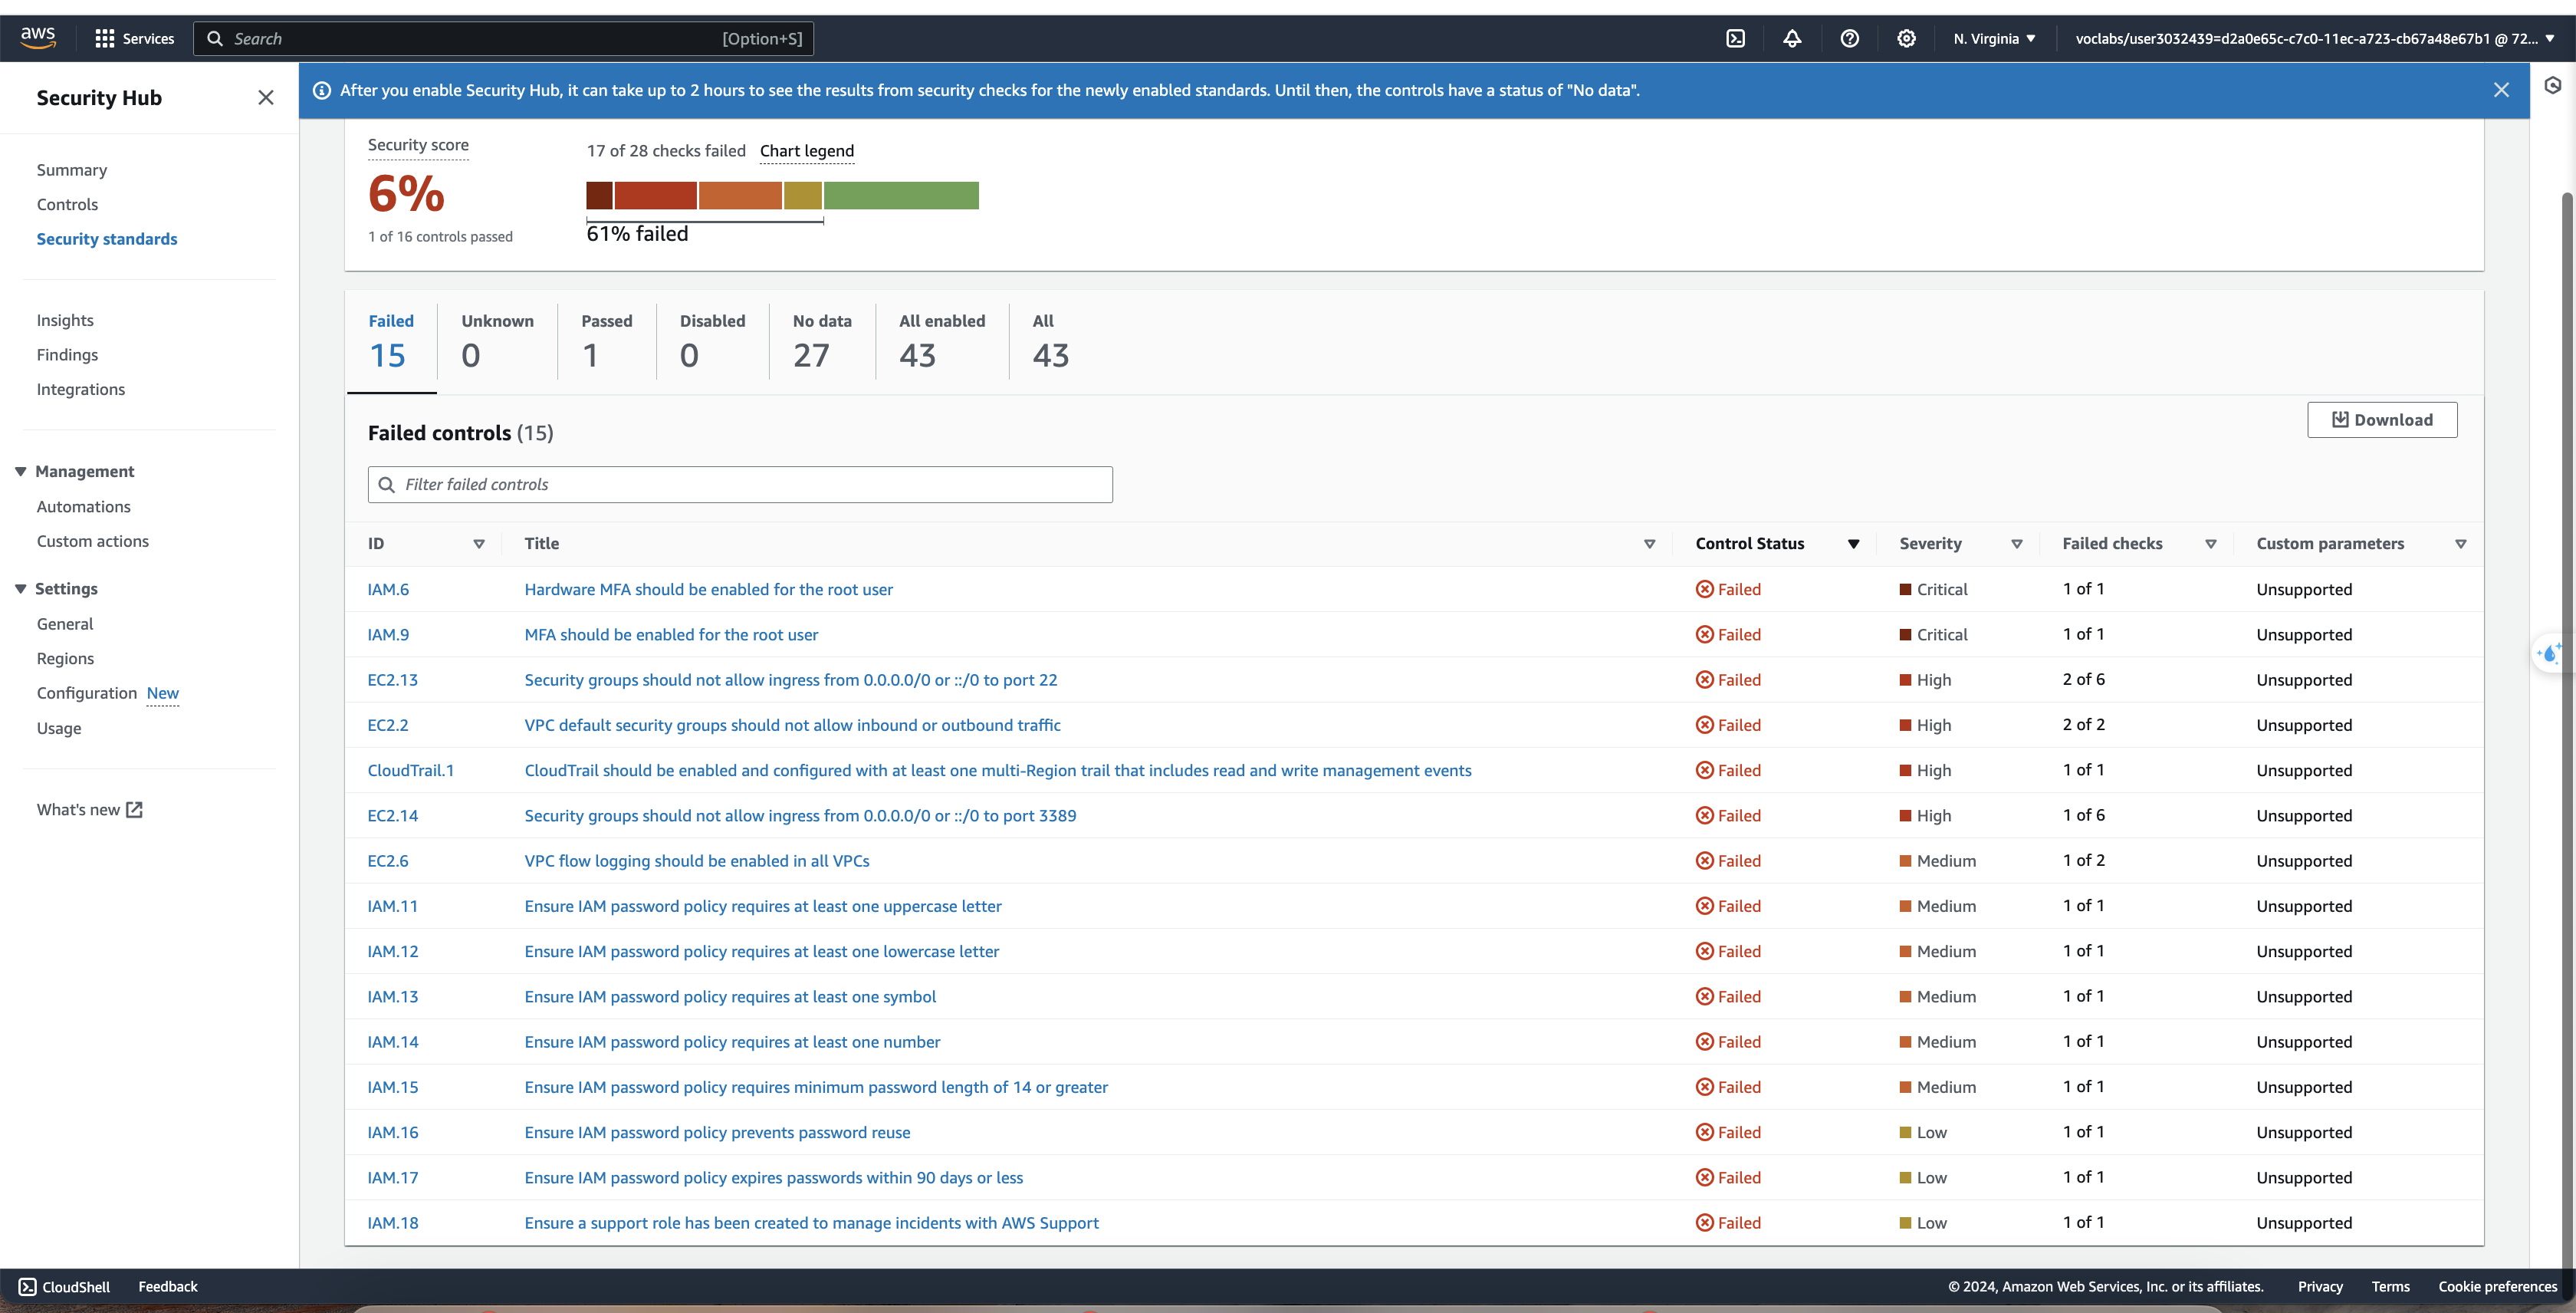 aws Services Search [Option+S] N. Virginia voclabs/user3032439=d2a0e65c-c7c0-11ec-a723-cb67a48e67b1 @ 72...
Security Hub
After you enable Security Hub, it can take up to 2 hours to see the results from security checks for the newly enabled standards. Until then, the controls have a status of "No data".
Summary
Controls
Security standards
Insights
Findings
Integrations
Management
Automations
Custom actions
Settings
General
Regions
Configuration New
Usage
What's new
Security score
6%
1 of 16 controls passed
17 of 28 checks failed Chart legend
61% failed
Failed Unknown Passed Disabled No data All enabled All
15 0 1 0 27 43 43
Failed controls (15)
Download
Filter failed controls
ID Title Control Status Severity Failed checks Custom parameters
IAM.6 Hardware MFA should be enabled for the root user Failed Critical 1 of 1 Unsupported
IAM.9 MFA should be enabled for the root user Failed Critical 1 of 1 Unsupported
EC2.13 Security groups should not allow ingress from 0.0.0.0/0 or ::/0 to port 22 Failed High 2 of 6 Unsupported
EC2.2 VPC default security groups should not allow inbound or outbound traffic Failed High 2 of 2 Unsupported
CloudTrail.1 CloudTrail should be enabled and configured with at least one multi-Region trail that includes read and write management events Failed High 1 of 1 Unsupported
EC2.14 Security groups should not allow ingress from 0.0.0.0/0 or ::/0 to port 3389 Failed High 1 of 6 Unsupported
EC2.6 VPC flow logging should be enabled in all VPCs Failed Medium 1 of 2 Unsupported
IAM.11 Ensure IAM password policy requires at least one uppercase letter Failed Medium 1 of 1 Unsupported
IAM.12 Ensure IAM password policy requires at least one lowercase letter Failed Medium 1 of 1 Unsupported
IAM.13 Ensure IAM password policy requires at least one symbol Failed Medium 1 of 1 Unsupported
IAM.14 Ensure IAM password policy requires at least one number Failed Medium 1 of 1 Unsupported
IAM.15 Ensure IAM password policy requires minimum password length of 14 or greater Failed Medium 1 of 1 Unsupported
IAM.16 Ensure IAM password policy prevents password reuse Failed Low 1 of 1 Unsupported
IAM.17 Ensure IAM password policy expires passwords within 90 days or less Failed Low 1 of 1 Unsupported
IAM.18 Ensure a support role has been created to manage incidents with AWS Support Failed Low 1 of 1 Unsupported
CloudShell Feedback © 2024, Amazon Web Services, Inc. or its affiliates. Privacy Terms Cookie preferences